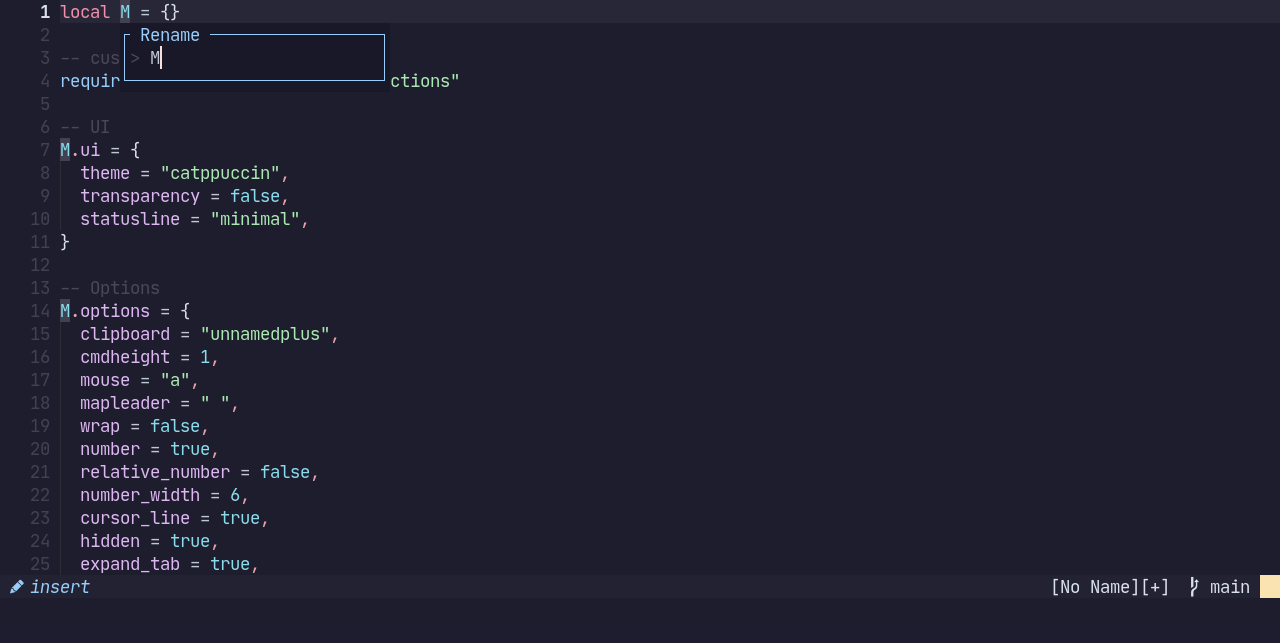 1 local M = {}
2 Rename
3 -- cus > M
4 requir ctions"
5
6 -- UI
7 M.ui = {
8 theme = "catppuccin",
9 transparency = false,
10 statusline = "minimal",
11 }
12
13 -- Options
14 M.options = {
15 clipboard = "unnamedplus",
16 cmdheight = 1,
17 mouse = "a",
18 mapleader = " ",
19 wrap = false,
20 number = true,
21 relative_number = false,
22 number_width = 6,
23 cursor_line = true,
24 hidden = true,
25 expand_tab = true,
insert [No Name][+] main